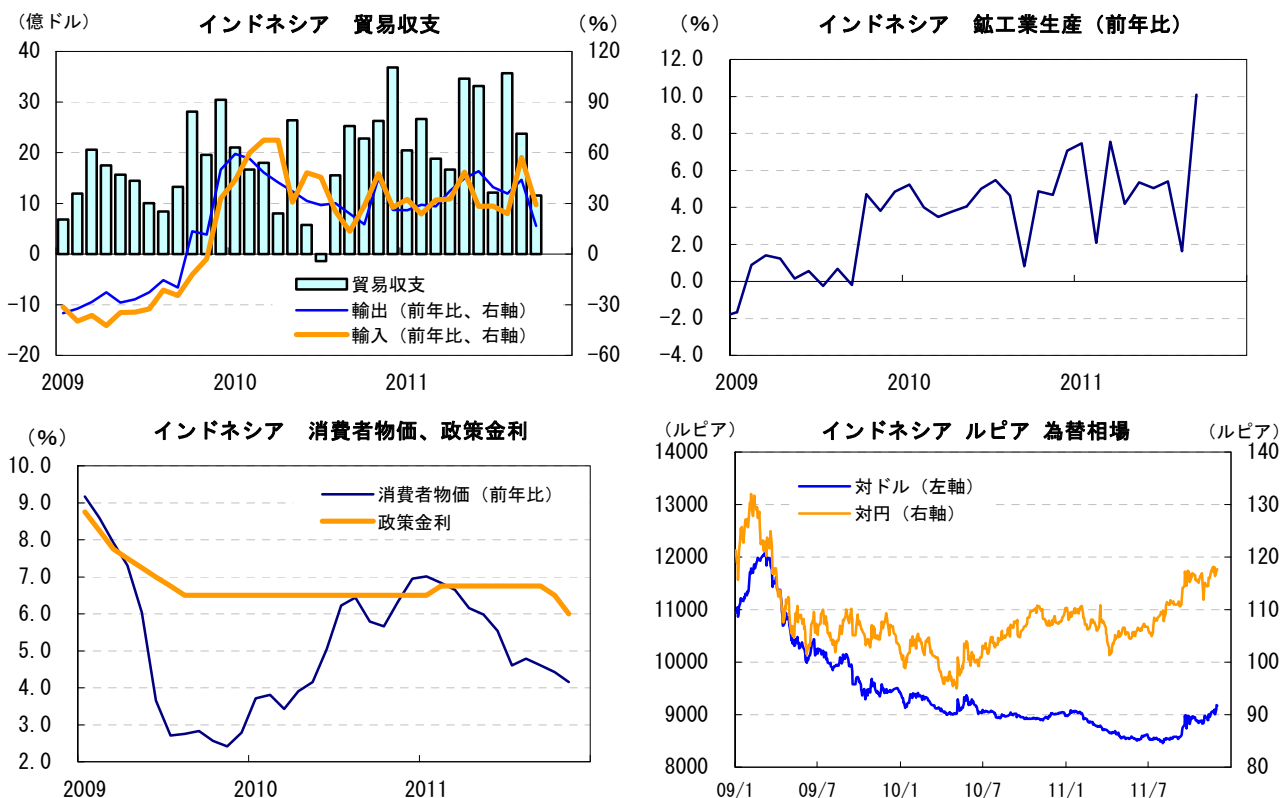 インドネシア 貿易収支
（億ドル）
（％）
40
30
20
10
0
-10
-20
120
90
60
30
0
-30
-60
貿易収支
輸出（前年比、右軸）
輸入（前年比、右軸）
2009 2010 2011
インドネシア 鉱工業生産（前年比）
（％）
12.0
10.0
8.0
6.0
4.0
2.0
0.0
-2.0
-4.0
2009 2010 2011
インドネシア 消費者物価、政策金利
（％）
10.0
9.0
8.0
7.0
6.0
5.0
4.0
3.0
2.0
消費者物価（前年比）
政策金利
2009 2010 2011
インドネシア ルピア 為替相場
（ルピア）
（ルピア）
14000
13000
12000
11000
10000
9000
8000
140
130
120
110
100
90
80
対ドル（左軸）
対円（右軸）
09/1 09/7 10/1 10/7 11/1 11/7